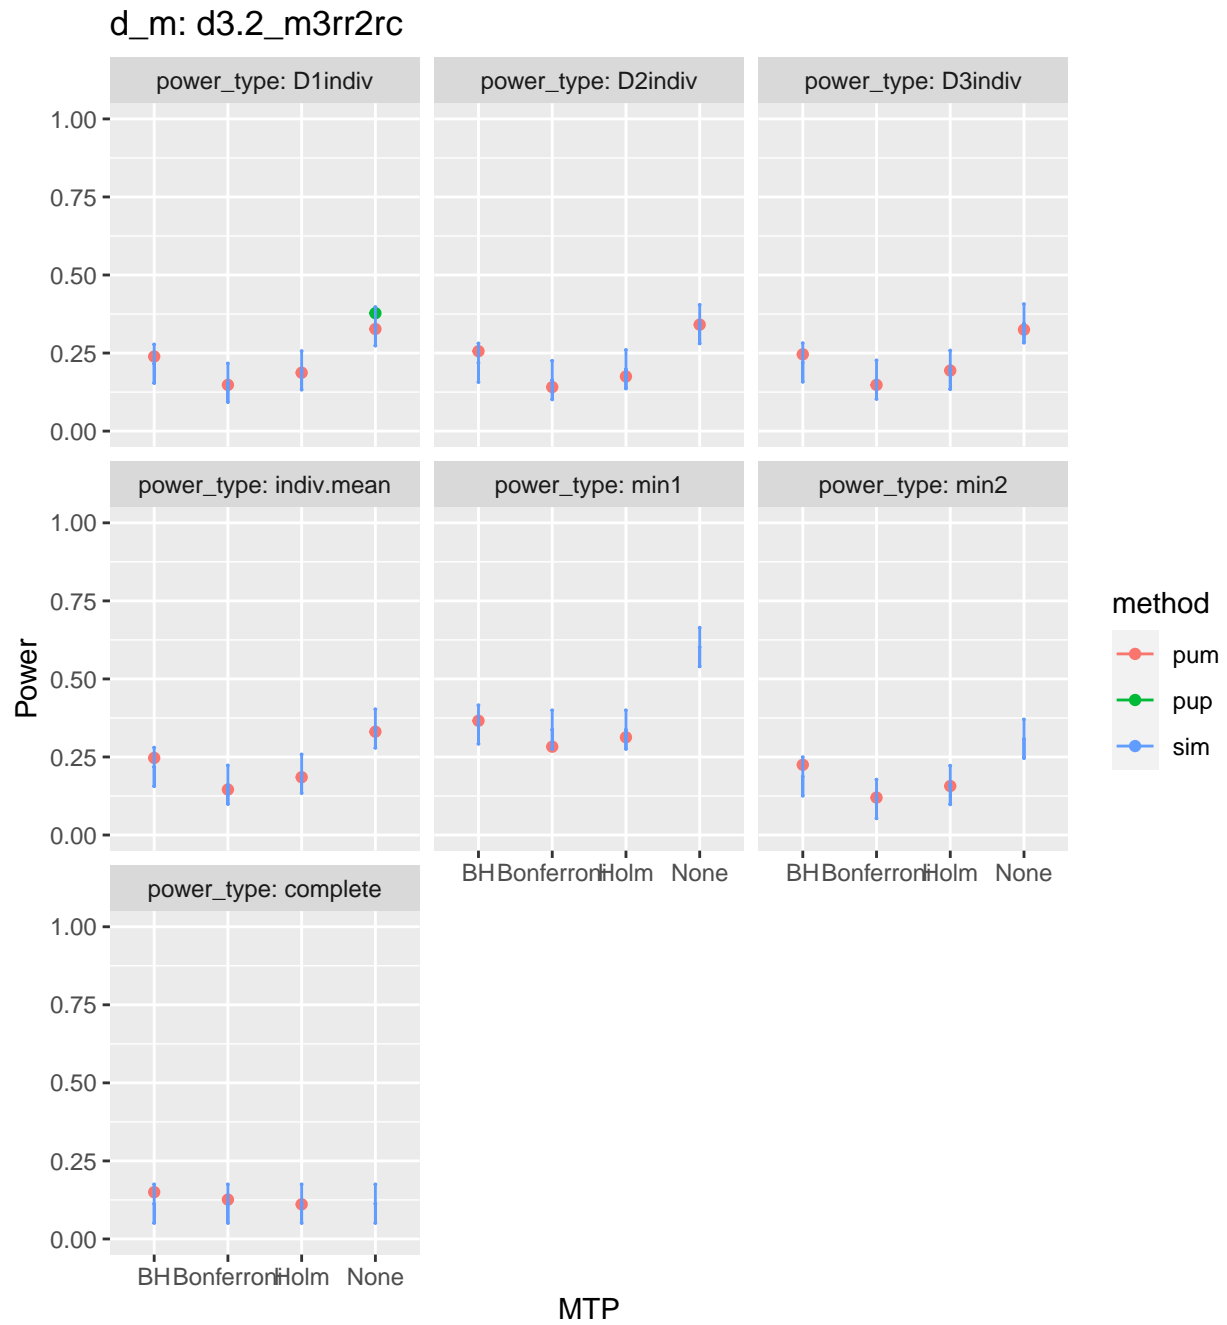 d_m: d3.2_m3rr2rc
power_type: D1indiv
power_type: D2indiv
power_type: D3indiv
1.00
0.75
0.50
0.25
0.00
power_type: indiv.mean
power_type: min1
power_type: min2
1.00
0.75
0.50
0.25
0.00
BH Bonferroni Holm None
BH Bonferroni Holm None
power_type: complete
1.00
0.75
0.50
0.25
0.00
BH Bonferroni Holm None
MTP
Power
method
pum
pup
sim